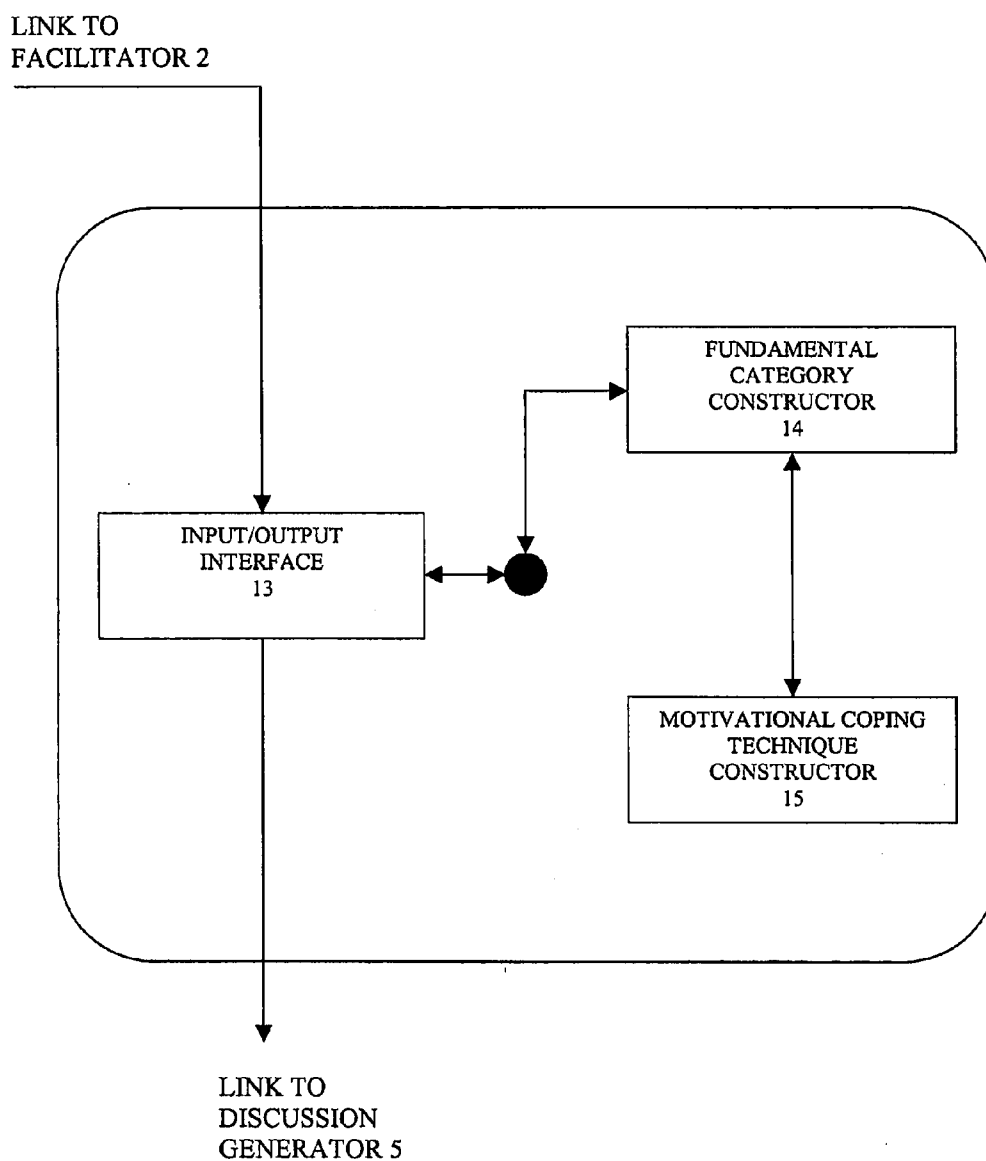 LINK TO
FACILITATOR 2
FUNDAMENTAL
CATEGORY
CONSTRUCTOR
14
INPUT/OUTPUT
INTERFACE
13
MOTIVATIONAL COPING
TECHNIQUE
CONSTRUCTOR
15
LINK TO
DISCUSSION
GENERATOR 5